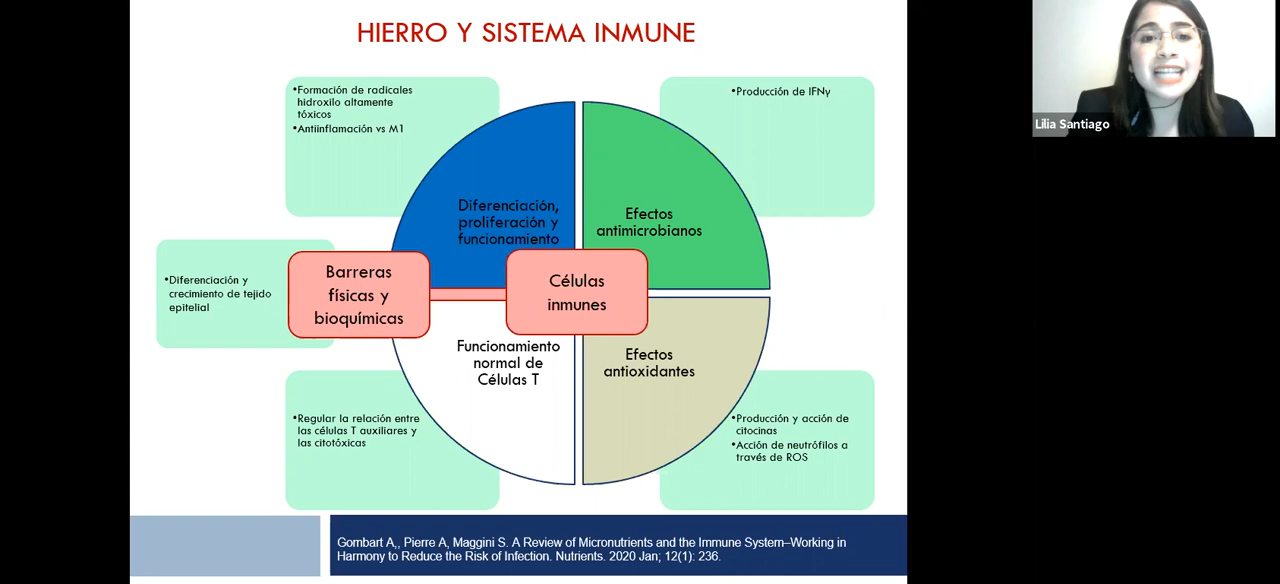 HIERRO Y SISTEMA INMUNE
•Formación de radicales
hidroxilo altamente
tóxicos
•Antiinflamación vs M1
•Producción de IFNγ
Diferenciación,
proliferación y
funcionamiento
Efectos
antimicrobianos
•Diferenciación y
crecimiento de tejido
epitelial
Barreras
físicas y
bioquímicas
Células
inmunes
Funcionamiento
normal de
Células T
Efectos
antioxidantes
•Regular la relación entre
las células T auxiliares y
las citotóxicas
•Producción y acción de
citocinas
•Acción de neutrófilos a
través de ROS
Gombart A,, Pierre A, Maggini S. A Review of Micronutrients and the Immune System–Working in
Harmony to Reduce the Risk of Infection. Nutrients. 2020 Jan; 12(1): 236.
Lilia Santiago